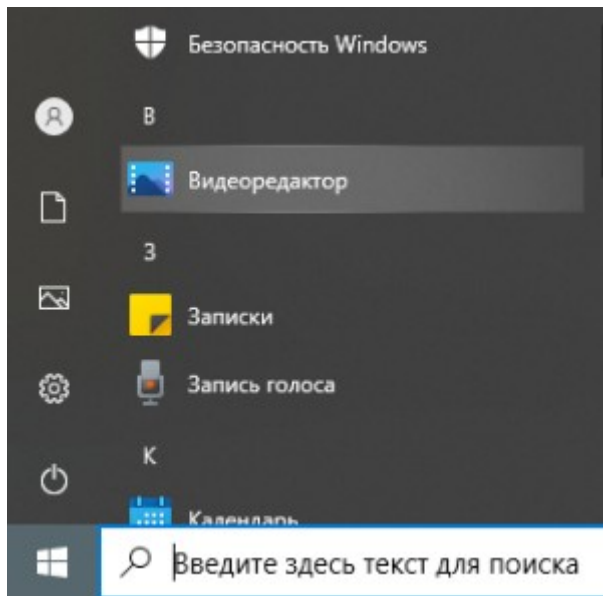 Безопасность Windows
В
Видеоредактор
З
Записки
Запись голоса
К
Календарь
Введите здесь текст для поиска